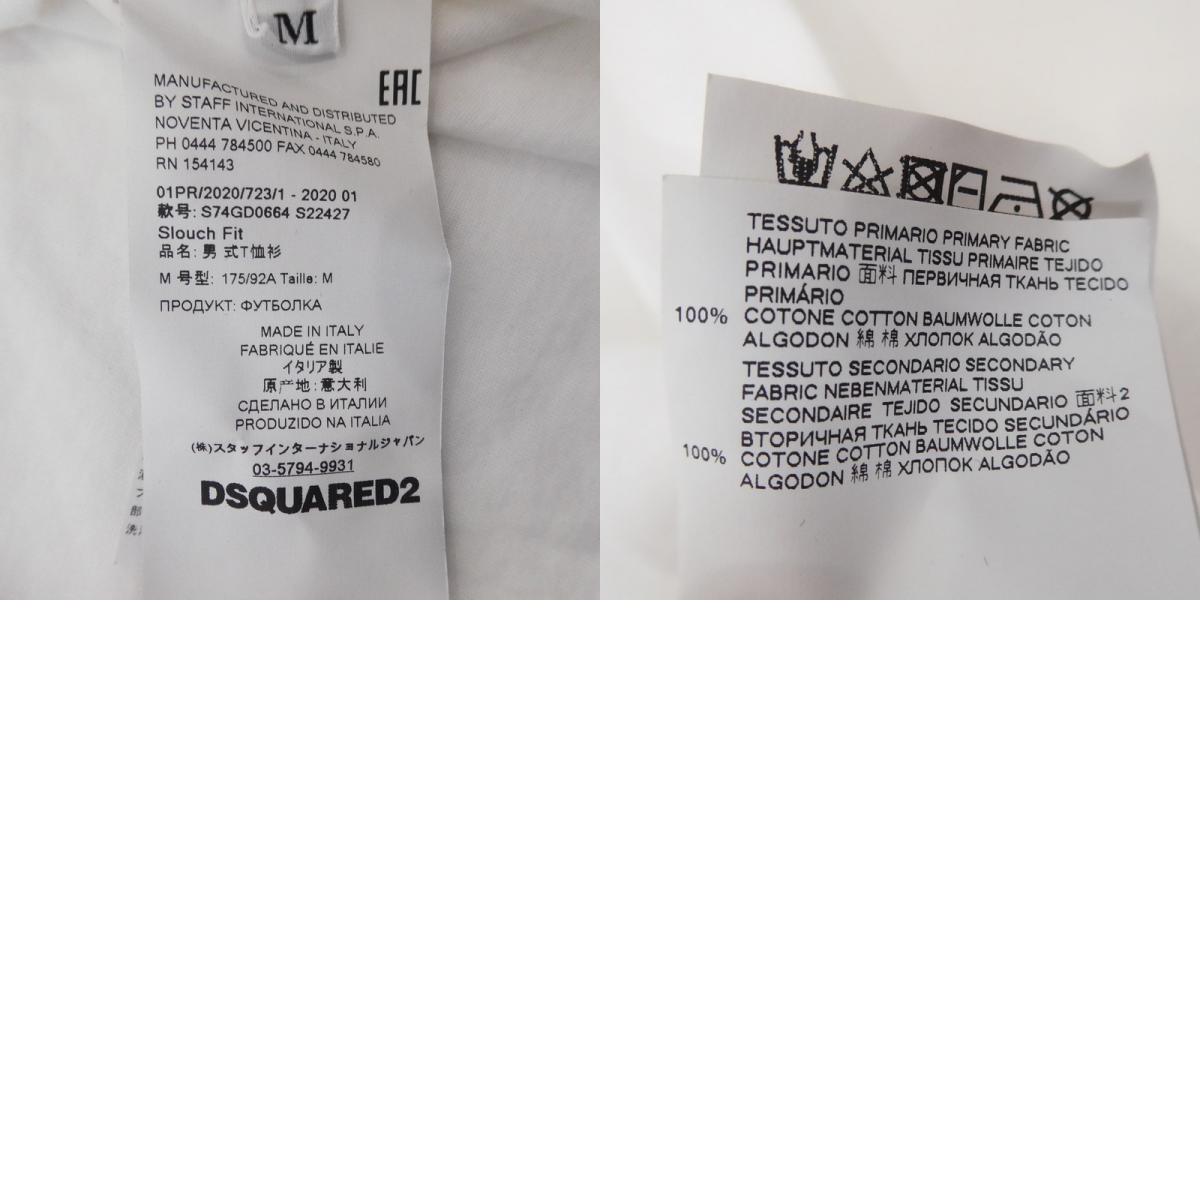 M
EAC
MANUFACTURED AND DISTRIBUTED
BY STAFF INTERNATIONAL S.P.A.
NOVENTA VICENTINA - ITALY
PH 0444 784500 FAX 0444 784580
RN 154143
01PR/2020/723/1 - 2020 01
款号: S74GD0664 S22427
Slouch Fit
品名: 男 式T恤衫
M 号型: 175/92A Taille: M
ПРОДУКТ: ФУТБОЛКА
MADE IN ITALY
FABRIQUÉ EN ITALIE
イタリア製
原产地: 意大利
СДЕЛАНО В ИТАЛИИ
PRODUZIDO NA ITALIA
(株)スタッフインターナショナルジャパン
03-5794-9931
DSQUARED2
TESSUTO PRIMARIO PRIMARY FABRIC
HAUPTMATERIAL TISSU PRIMAIRE TEJIDO
PRIMARIO 面料 ПЕРВИЧНАЯ ТКАНЬ TECIDO
PRIMÁRIO
100% COTONE COTTON BAUMWOLLE COTON
ALGODON 綿 棉 ХЛОПОК ALGODÃO
TESSUTO SECONDARIO SECONDARY
FABRIC NEBENMATERIAL TISSU
SECONDAIRE TEJIDO SECUNDARIO 面料2
ВТОРИЧНАЯ ТКАНЬ TECIDO SECUNDÁRIO
100% COTONE COTTON BAUMWOLLE COTON
ALGODON 綿 棉 ХЛОПОК ALGODÃO